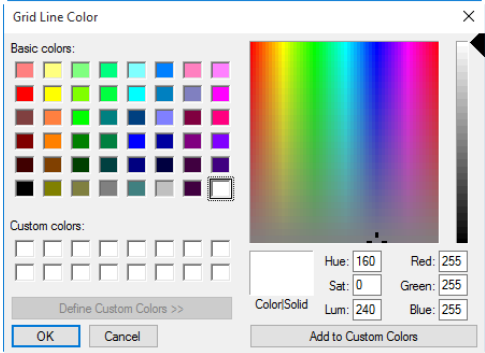 Grid Line Color
Basic colors:
Custom colors:
Define Custom Colors >>
OK Cancel
Color|Solid
Hue: 160 Red: 255
Sat: 0 Green: 255
Lum: 240 Blue: 255
Add to Custom Colors